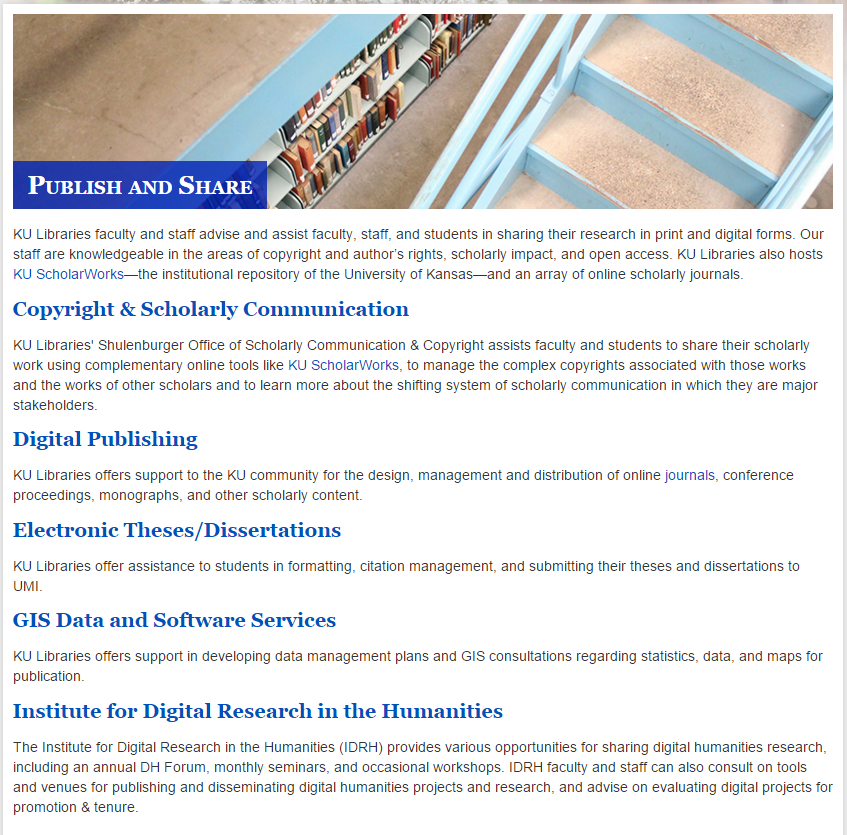 PUBLISH AND SHARE
KU Libraries faculty and staff advise and assist faculty, staff, and students in sharing their research in print and digital forms. Our
staff are knowledgeable in the areas of copyright and author’s rights, scholarly impact, and open access. KU Libraries also hosts
KU ScholarWorks—the institutional repository of the University of Kansas—and an array of online scholarly journals.
Copyright & Scholarly Communication
KU Libraries' Shulenburger Office of Scholarly Communication & Copyright assists faculty and students to share their scholarly
work using complementary online tools like KU ScholarWorks, to manage the complex copyrights associated with those works
and the works of other scholars and to learn more about the shifting system of scholarly communication in which they are major
stakeholders.
Digital Publishing
KU Libraries offers support to the KU community for the design, management and distribution of online journals, conference
proceedings, monographs, and other scholarly content.
Electronic Theses/Dissertations
KU Libraries offer assistance to students in formatting, citation management, and submitting their theses and dissertations to
UMI.
GIS Data and Software Services
KU Libraries offers support in developing data management plans and GIS consultations regarding statistics, data, and maps for
publication.
Institute for Digital Research in the Humanities
The Institute for Digital Research in the Humanities (IDRH) provides various opportunities for sharing digital humanities research,
including an annual DH Forum, monthly seminars, and occasional workshops. IDRH faculty and staff can also consult on tools
and venues for publishing and disseminating digital humanities projects and research, and advise on evaluating digital projects for
promotion & tenure.